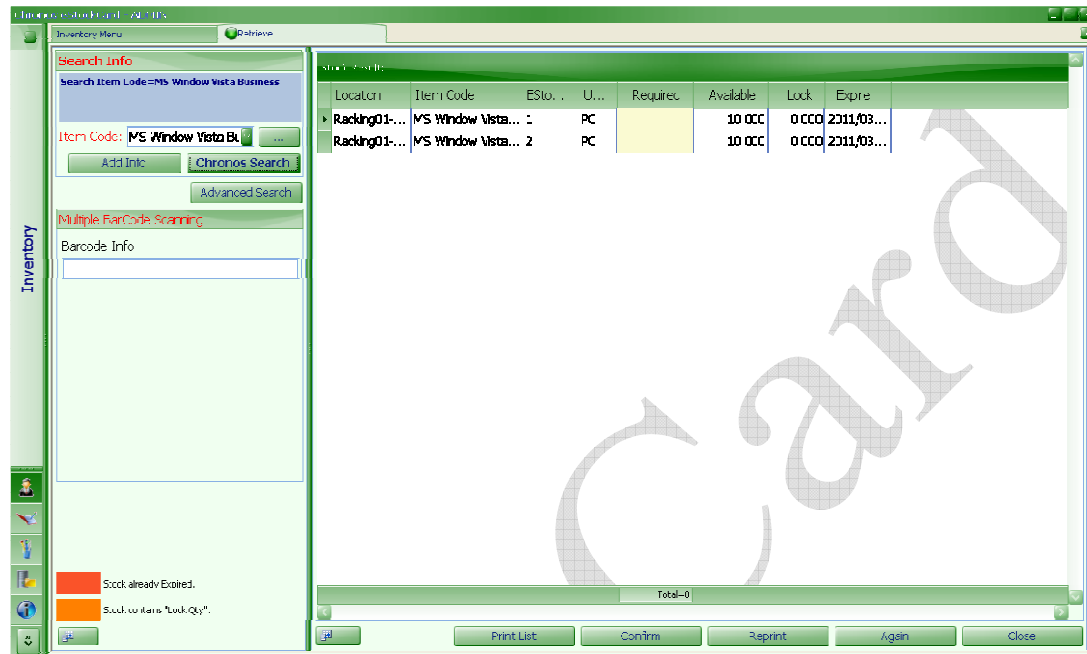 Inventory Menu
Retrieve
Search Info
Search Item Code=MS Window Vista Business
Item Code: MS Window Vista Bu
...
Add Info
Chronos Search
Advanced Search
Multiple BarCode Scanning
Barcode Info
Inventory
Stock already Expired.
Stock contains "Lock Qty".
Stock Result:
Location Item Code ESto... U... Required Available Lock Expire
Racking01-... MS Window Vista... 1 PC 10.000 0.000 2011/03...
Racking01-... MS Window Vista... 2 PC 10.000 0.000 2011/03...
Card
Total=0
Print List
Confirm
Reprint
Again
Close